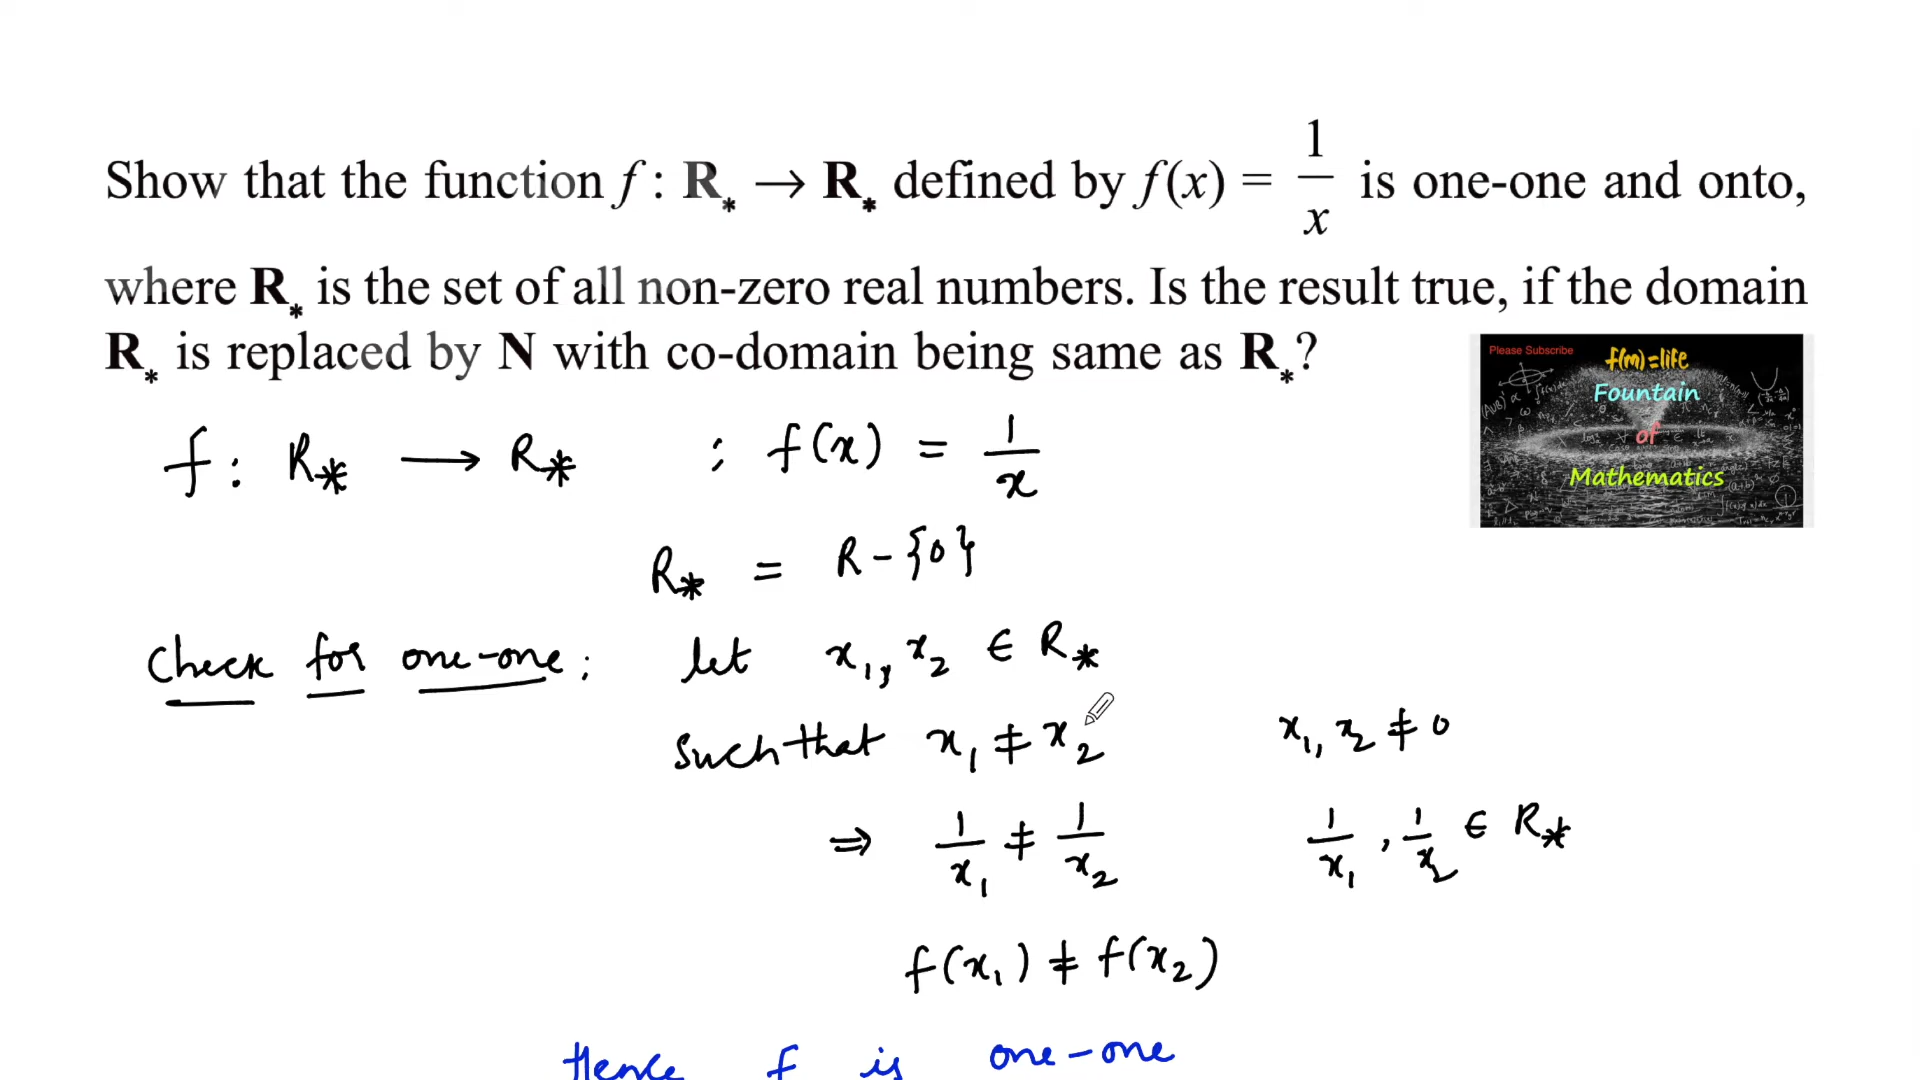 Show that the function f : R* → R* defined by f(x) = 1/x is one-one and onto,
where R* is the set of all non-zero real numbers. Is the result true, if the domain
R* is replaced by N with co-domain being same as R*?
Please Subscribe
f(m)=life
Fountain
of
Mathematics
f : R* → R* ; f(x) = 1/x
R* = R - {0}
Check for one-one : let x₁, x₂ ∈ R*
Such that x₁ ≠ x₂ x₁, x₂ ≠ 0
⇒ 1/x₁ ≠ 1/x₂ 1/x₁ , 1/x₂ ∈ R*
f(x₁) ≠ f(x₂)
Hence f is one-one